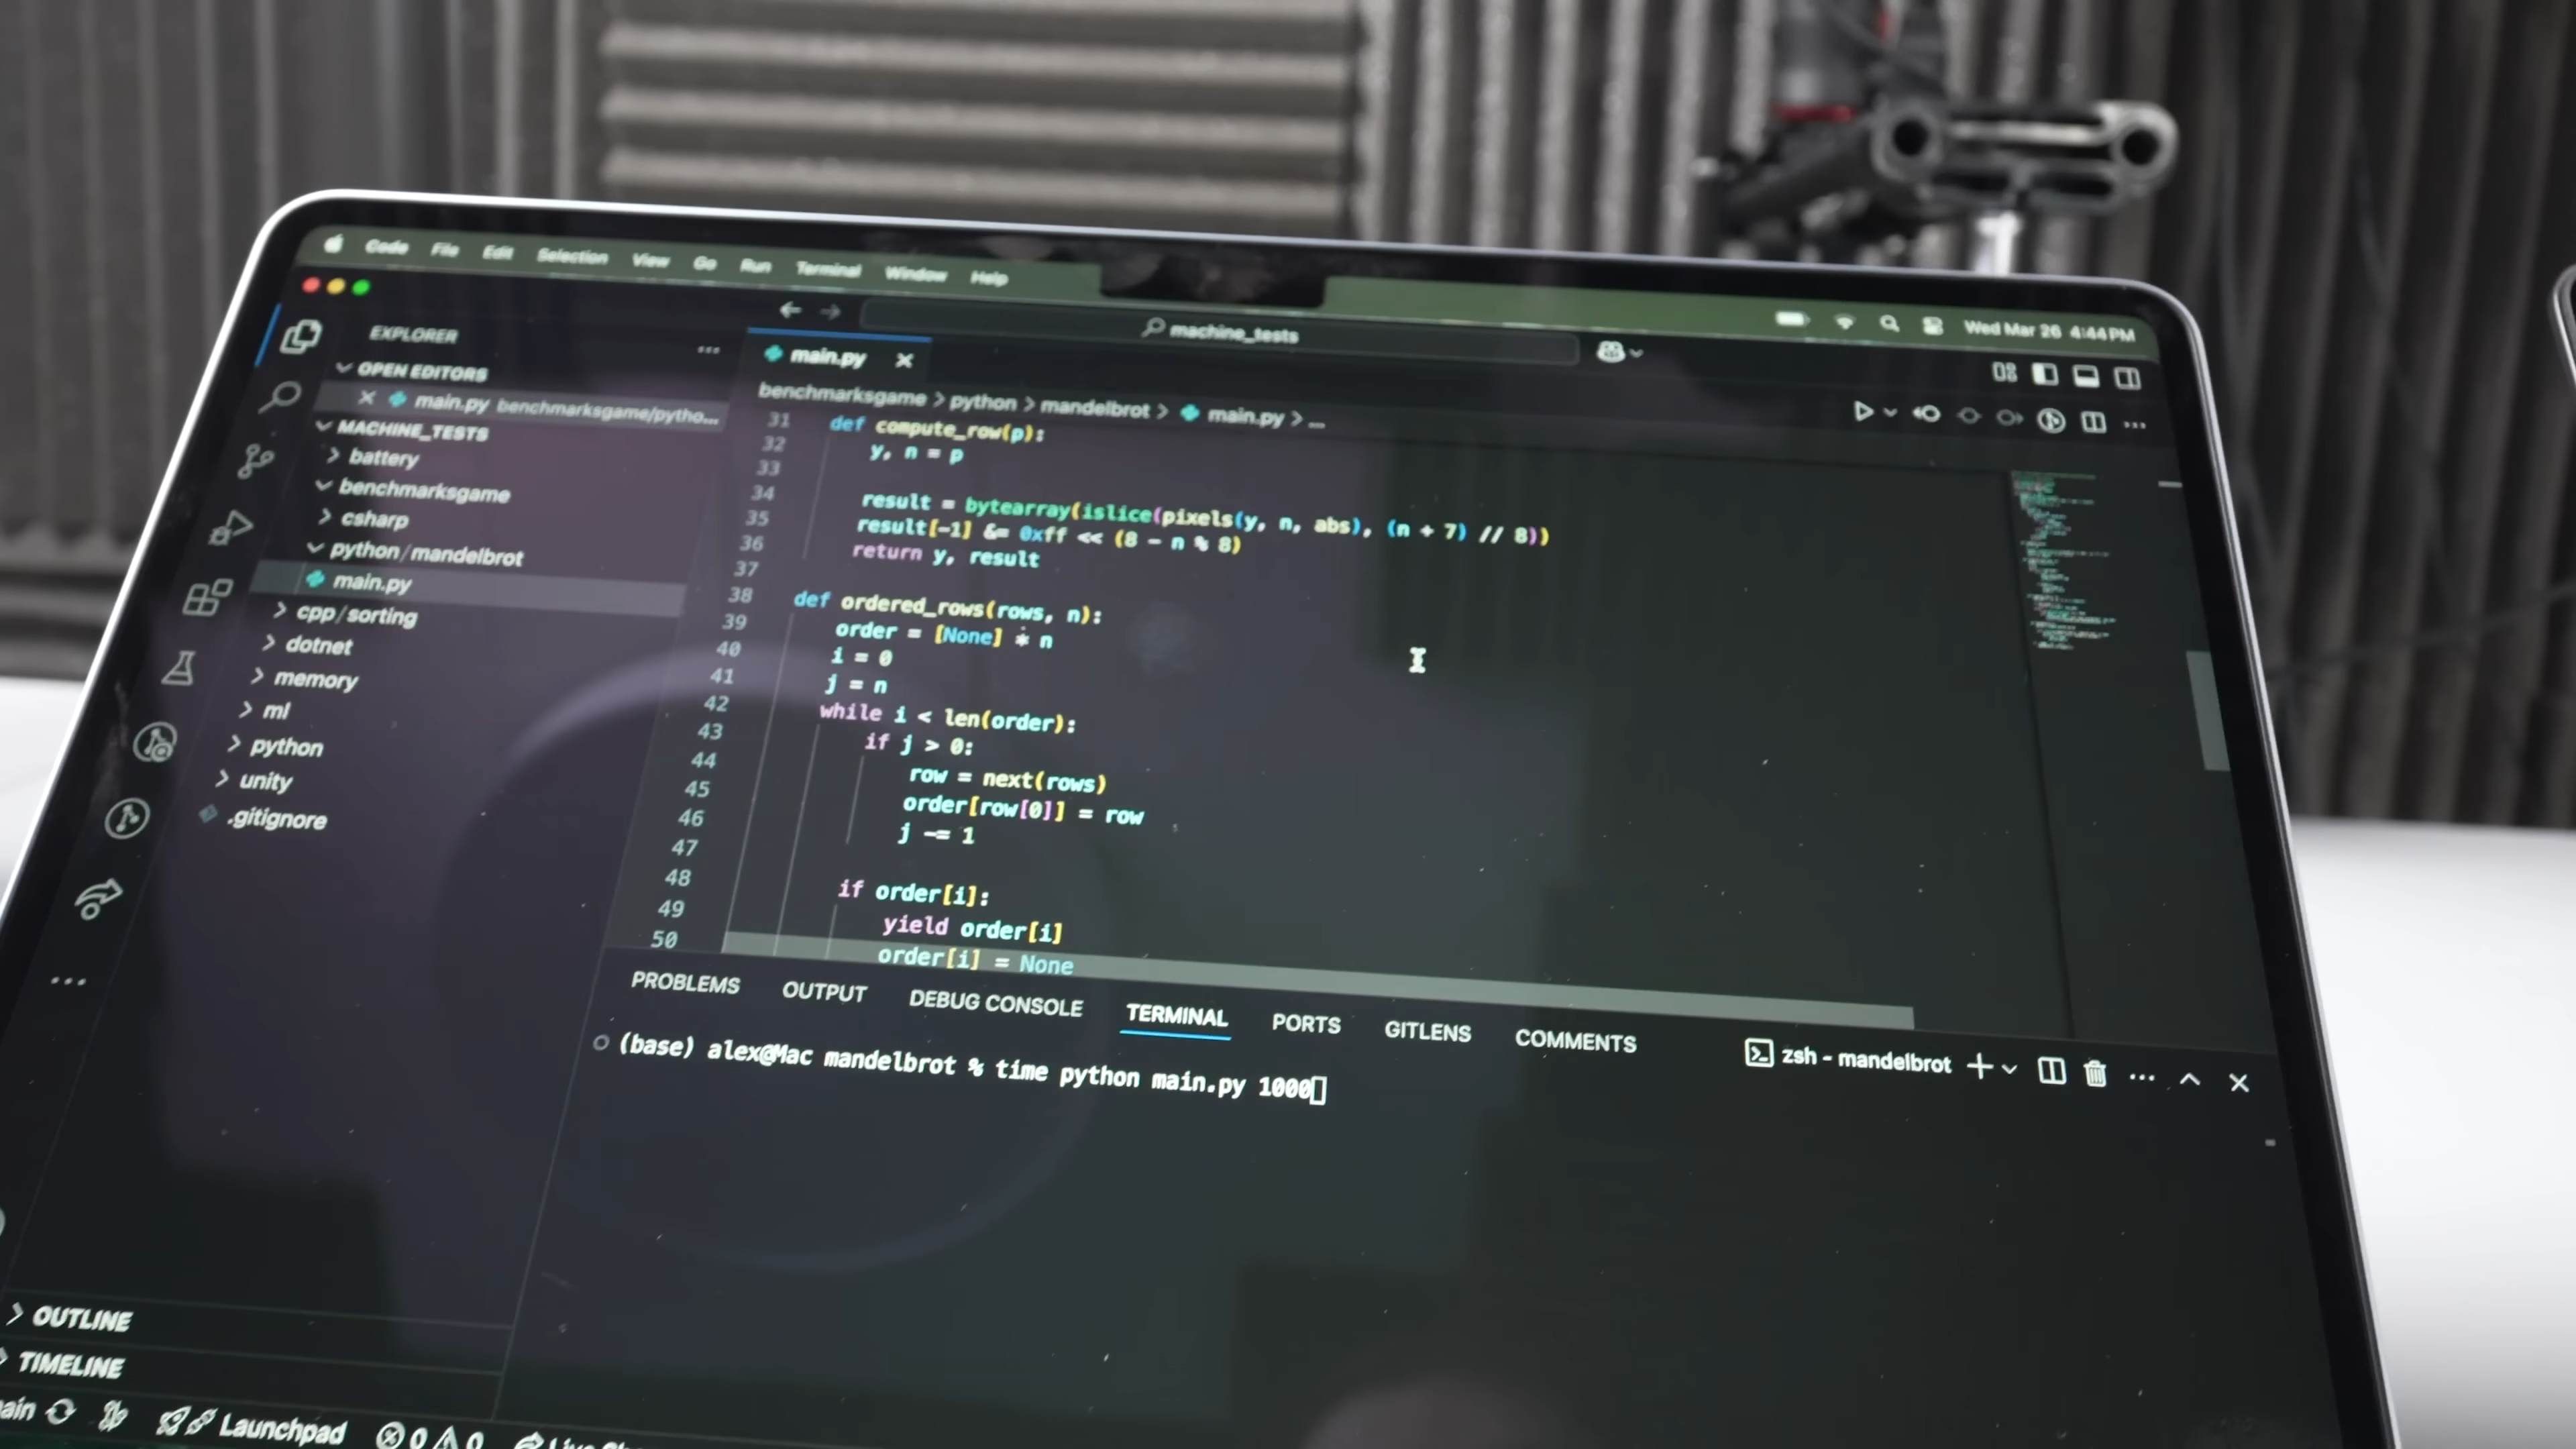 Code File Edit Selection View Go Run Terminal Window Help
Wed Mar 26 4:44 PM
machine_tests
EXPLORER
OPEN EDITORS
main.py benchmarksgame/pytho...
MACHINE_TESTS
battery
benchmarksgame
csharp
python/mandelbrot
main.py
cpp/sorting
dotnet
memory
ml
python
unity
.gitignore
OUTLINE
TIMELINE
main.py
benchmarksgame > python > mandelbrot > main.py > ...
31 def compute_row(p):
32 y, n = p
33
34 result = bytearray(islice(pixels(y, n, abs), (n + 7) // 8))
35 result[-1] &= 0xff << (8 - n % 8)
36 return y, result
37
38 def ordered_rows(rows, n):
39 order = [None] * n
40 i = 0
41 j = n
42 while i < len(order):
43 if j > 0:
44 row = next(rows)
45 order[row[0]] = row
46 j -= 1
47
48 if order[i]:
49 yield order[i]
50 order[i] = None
PROBLEMS OUTPUT DEBUG CONSOLE TERMINAL PORTS GITLENS COMMENTS
zsh - mandelbrot
(base) alex@Mac mandelbrot % time python main.py 1000
Launchpad 0 0